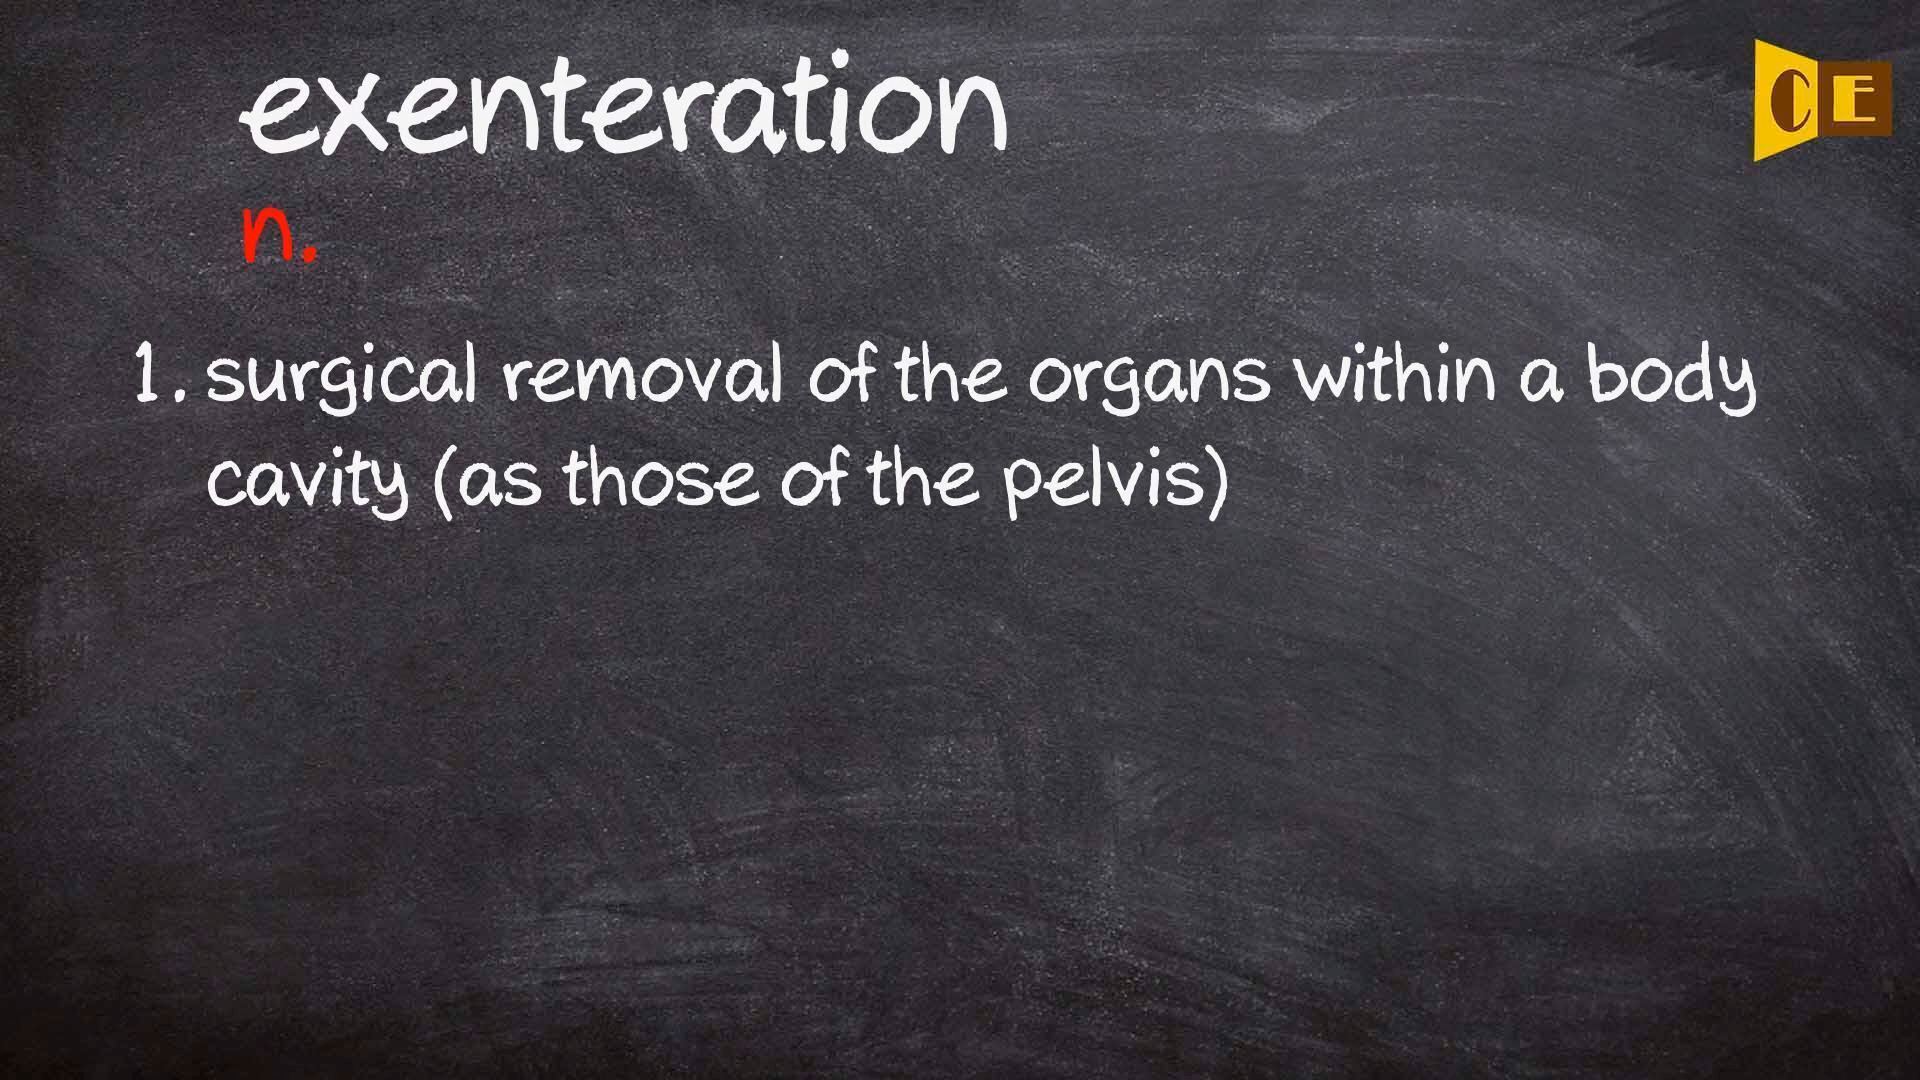 exenteration
CE
n.
1. surgical removal of the organs within a body
cavity (as those of the pelvis)